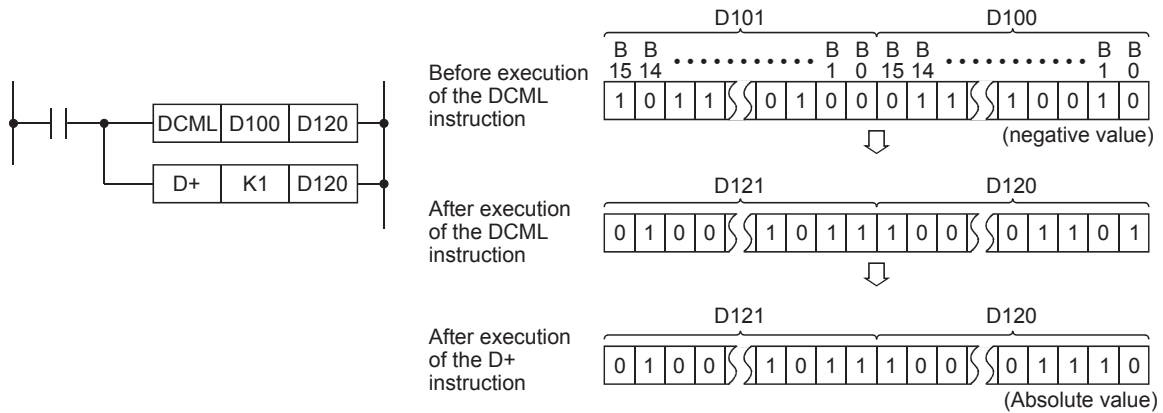 DCML D100 D120
D+ K1 D120
D101 D100
B B B B B B B B
15 14 1 0 15 14 1 0
Before execution
of the DCML
instruction
1 0 1 1 0 1 0 0 0 1 1 1 0 0 1 0
(negative value)
D121 D120
After execution
of the DCML
instruction
0 1 0 0 1 0 1 1 1 0 0 0 1 1 0 1
D121 D120
After execution
of the D+
instruction
0 1 0 0 1 0 1 1 1 0 0 0 1 1 1 0
(Absolute value)